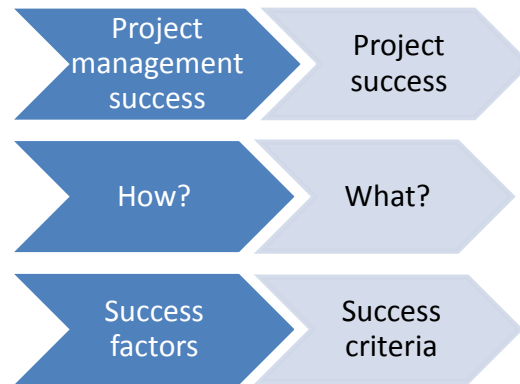 Project
management
success
Project
success
How?
What?
Success
factors
Success
criteria